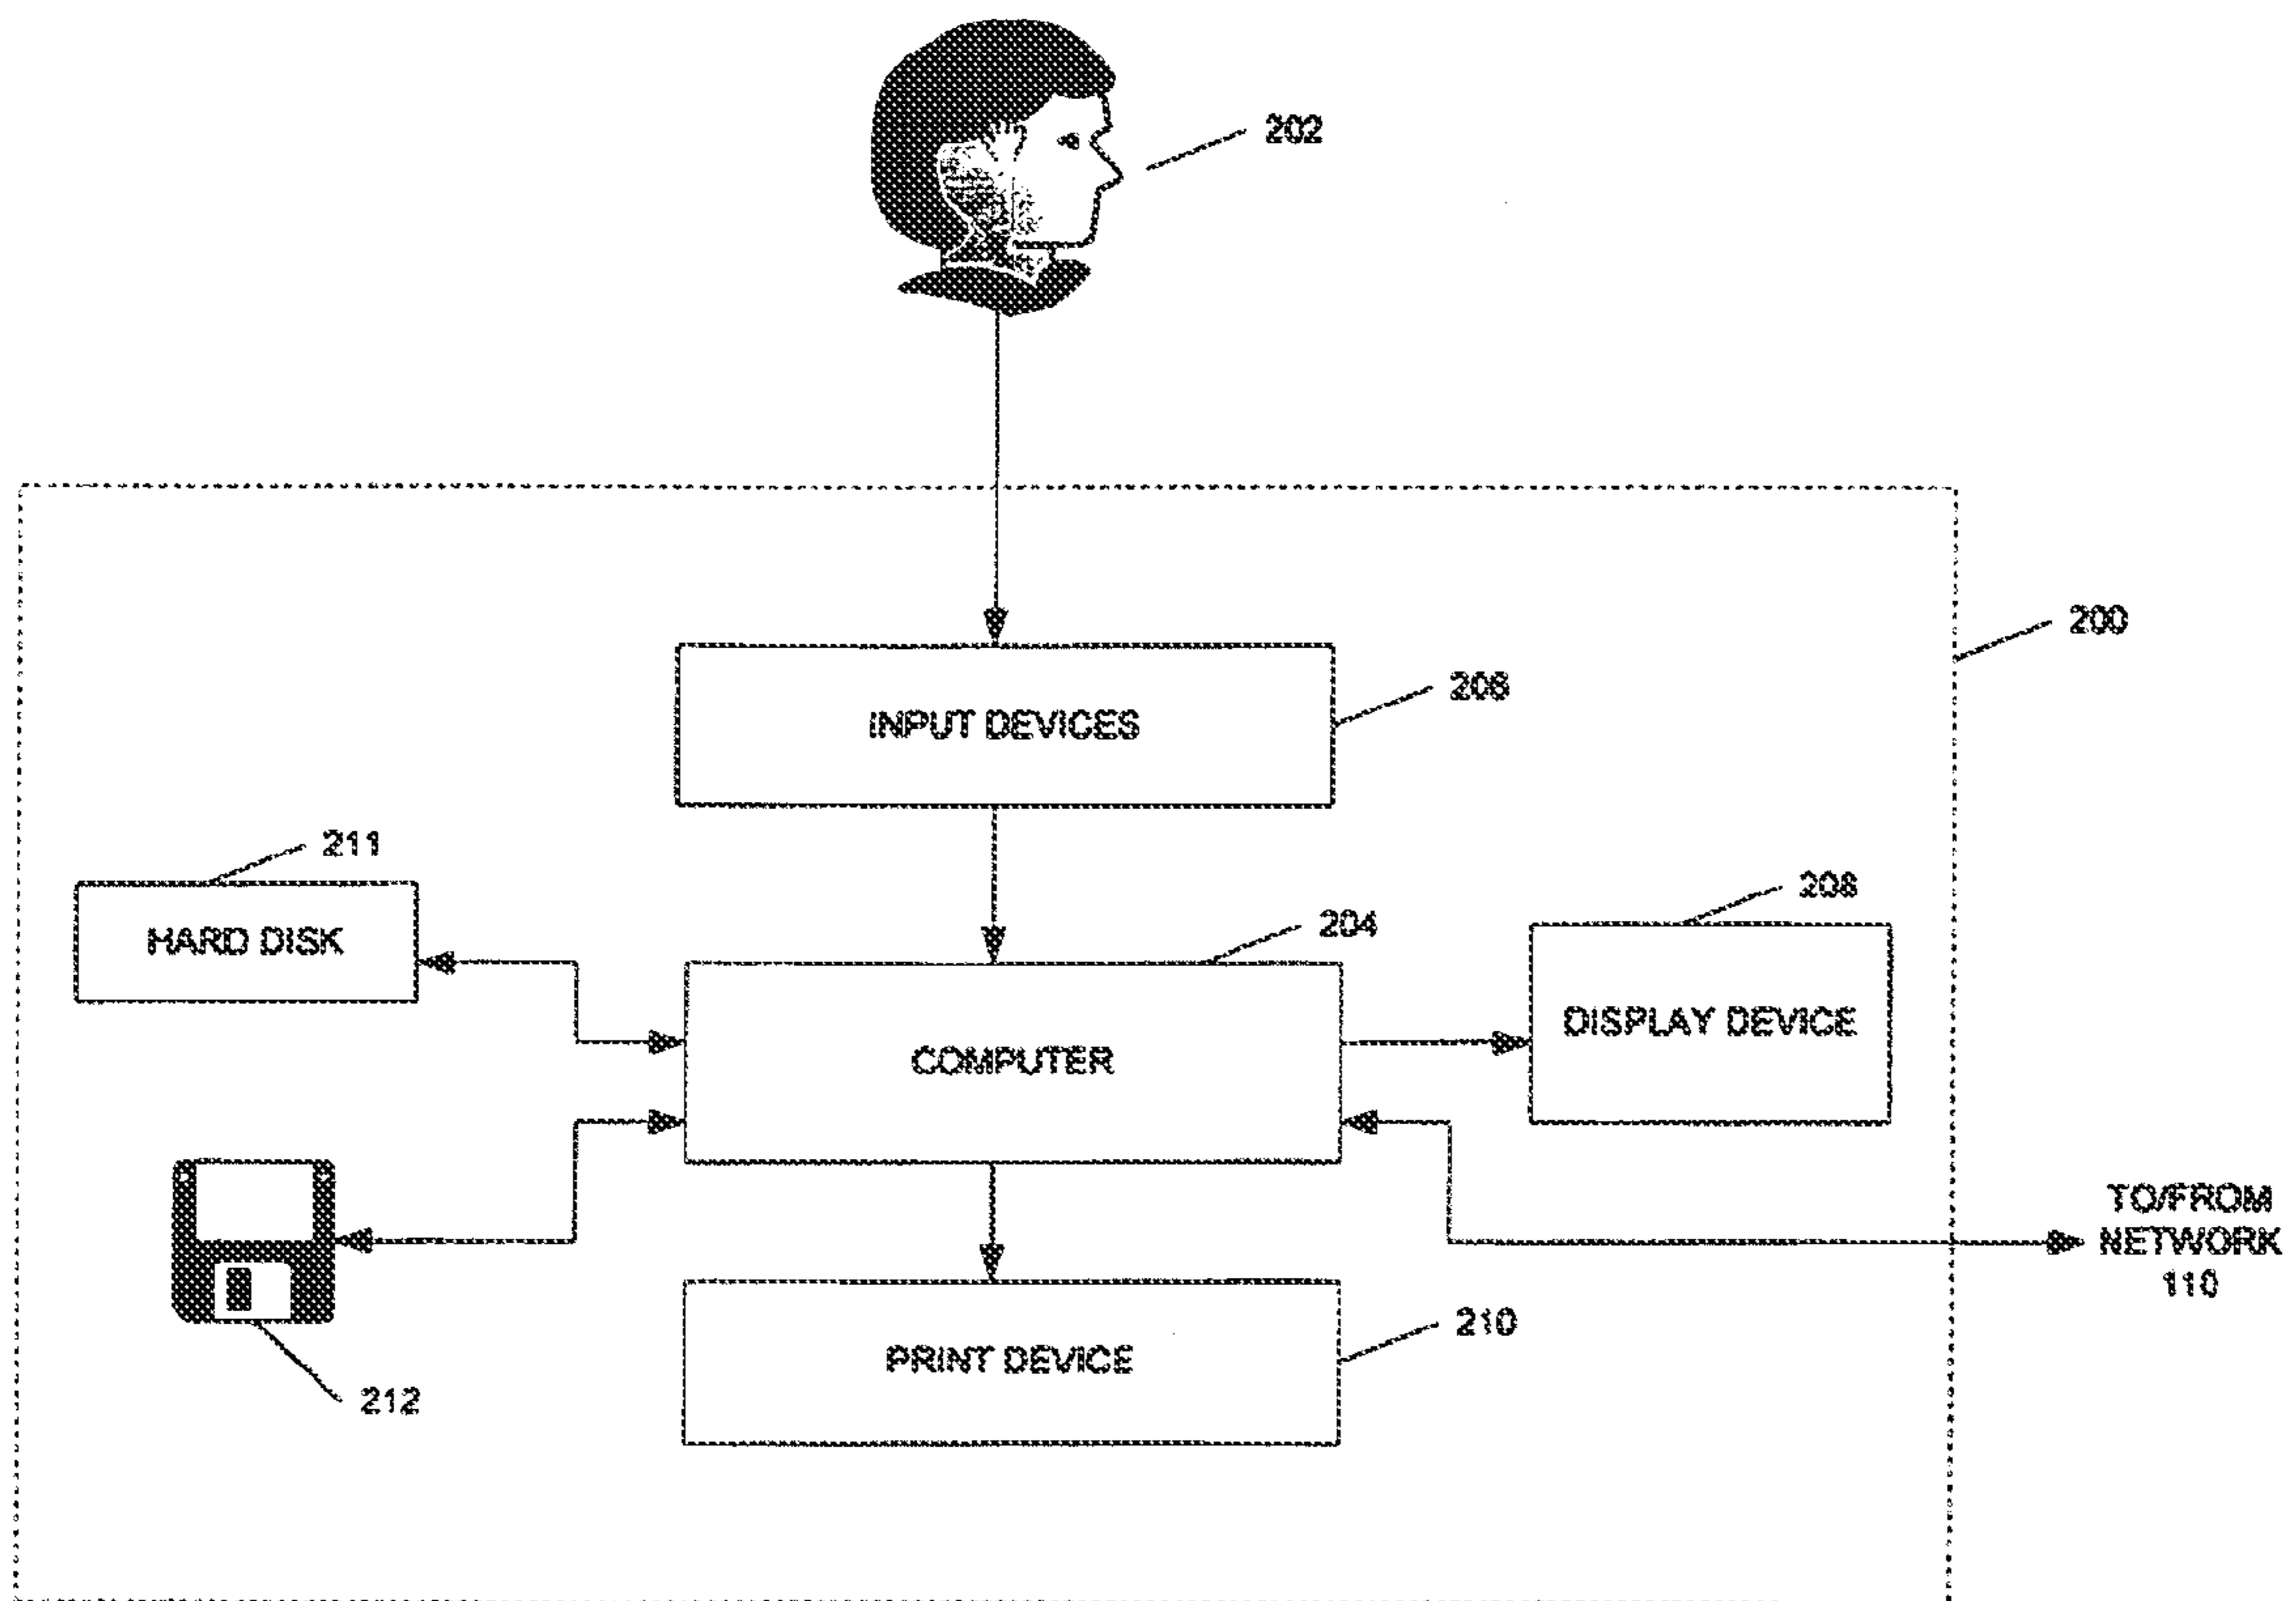 202
200
206
INPUT DEVICES
211
208
HARD DISK
204
DISPLAY DEVICE
COMPUTER
TO/FROM
NETWORK
110
210
PRINT DEVICE
212